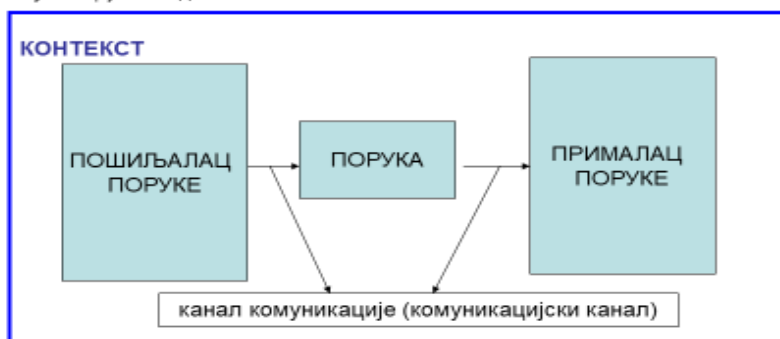 КОНТЕКСТ
ПОШИЉАЛАЦ
ПОРУКЕ
ПОРУКА
ПРИМАЛАЦ
ПОРУКЕ
канал комуникације (комуникацијски канал)